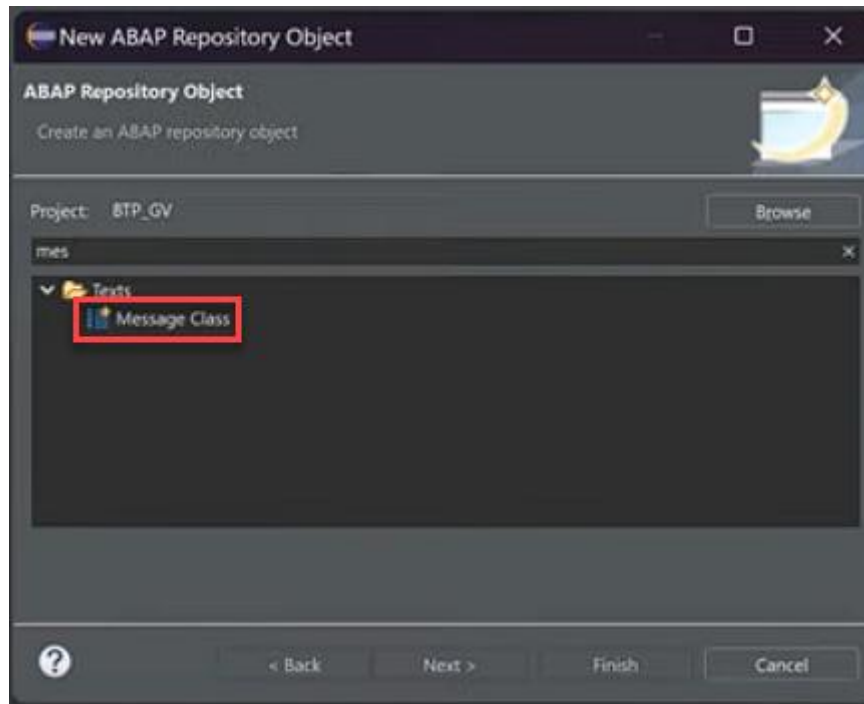 New ABAP Repository Object
ABAP Repository Object
Create an ABAP repository object
Project: BTP_GV Browse
mes
Texts
Message Class
< Back Next > Finish Cancel